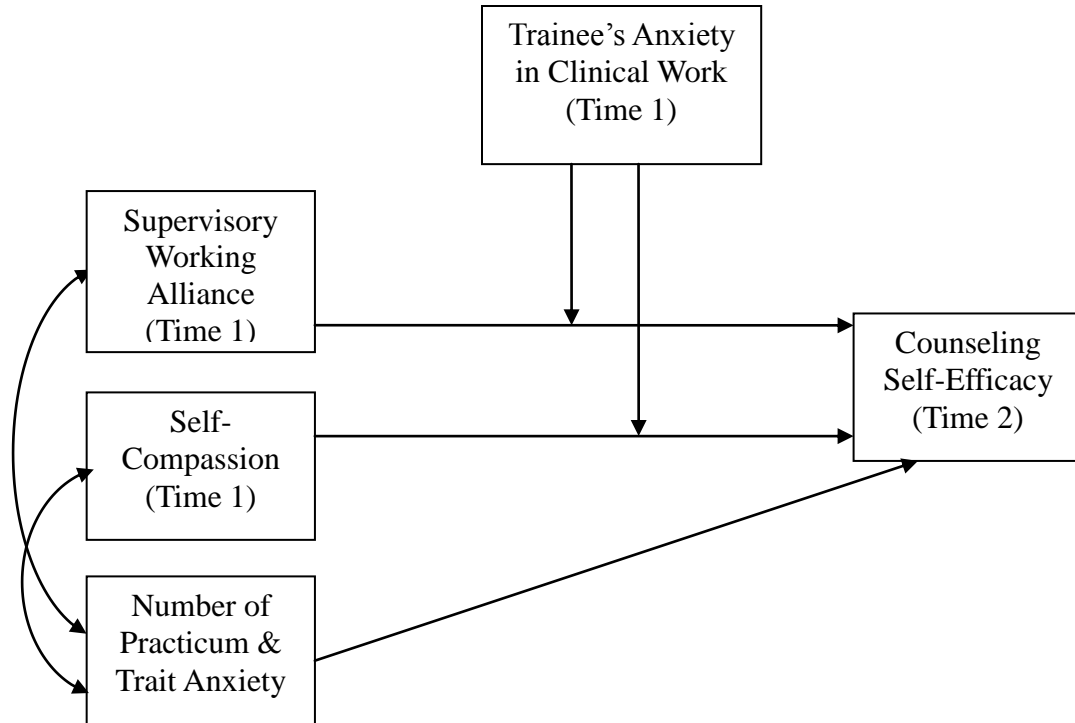 Trainee’s Anxiety
in Clinical Work
(Time 1)
Supervisory
Working
Alliance
(Time 1)
Self-
Compassion
(Time 1)
Number of
Practicum &
Trait Anxiety
Counseling
Self-Efficacy
(Time 2)